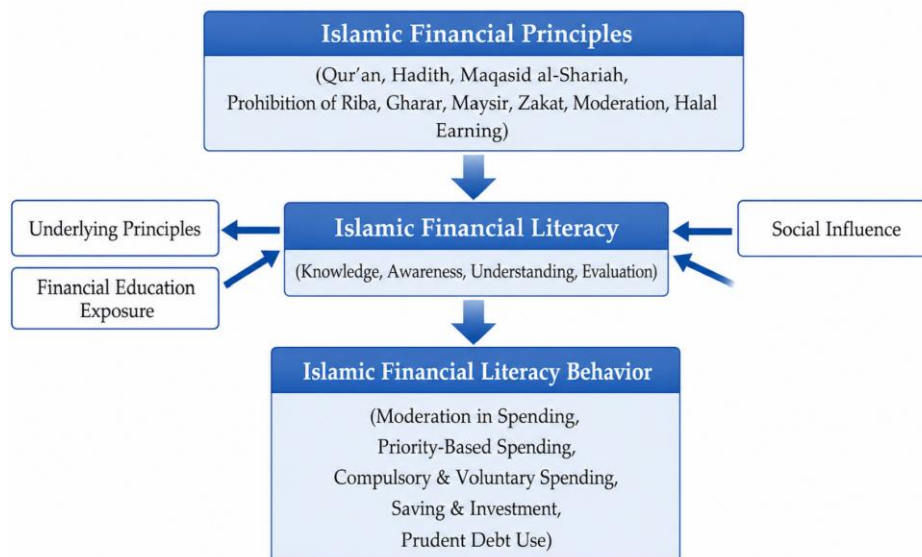 Islamic Financial Principles
(Qur’an, Hadith, Maqasid al-Shariah,
Prohibition of Riba, Gharar, Maysir, Zakat, Moderation, Halal
Earning)
Underlying Principles
Financial Education
Exposure
Islamic Financial Literacy
(Knowledge, Awareness, Understanding, Evaluation)
Social Influence
Islamic Financial Literacy Behavior
(Moderation in Spending,
Priority-Based Spending,
Compulsory & Voluntary Spending,
Saving & Investment,
Prudent Debt Use)